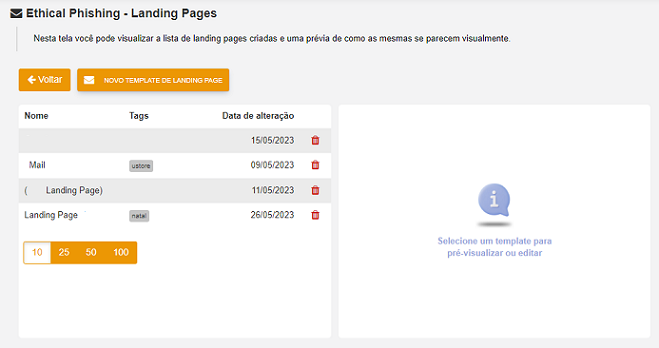 Ethical Phishing - Landing Pages
Nesta tela você pode visualizar a lista de landing pages criadas e uma prévia de como as mesmas se parecem visualmente.
Voltar
NOVO TEMPLATE DE LANDING PAGE
Nome Tags Data de alteração
15/05/2023
Mail ustore 09/05/2023
( Landing Page) 11/05/2023
Landing Page natal 26/05/2023
10 25 50 100
Selecione um template para
pré-visualizar ou editar